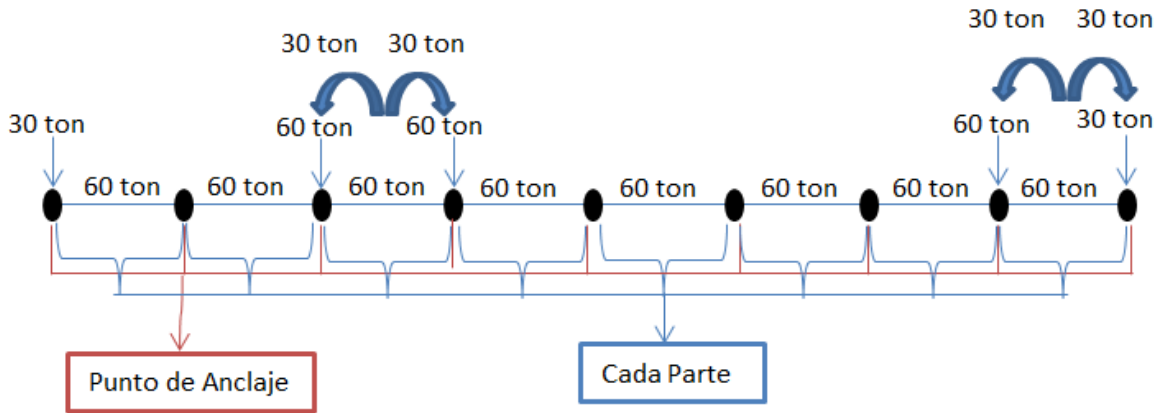 30 ton 30 ton 30 ton 30 ton
30 ton 60 ton 60 ton 60 ton 30 ton
60 ton 60 ton 60 ton 60 ton 60 ton 60 ton 60 ton 60 ton
Punto de Anclaje Cada Parte